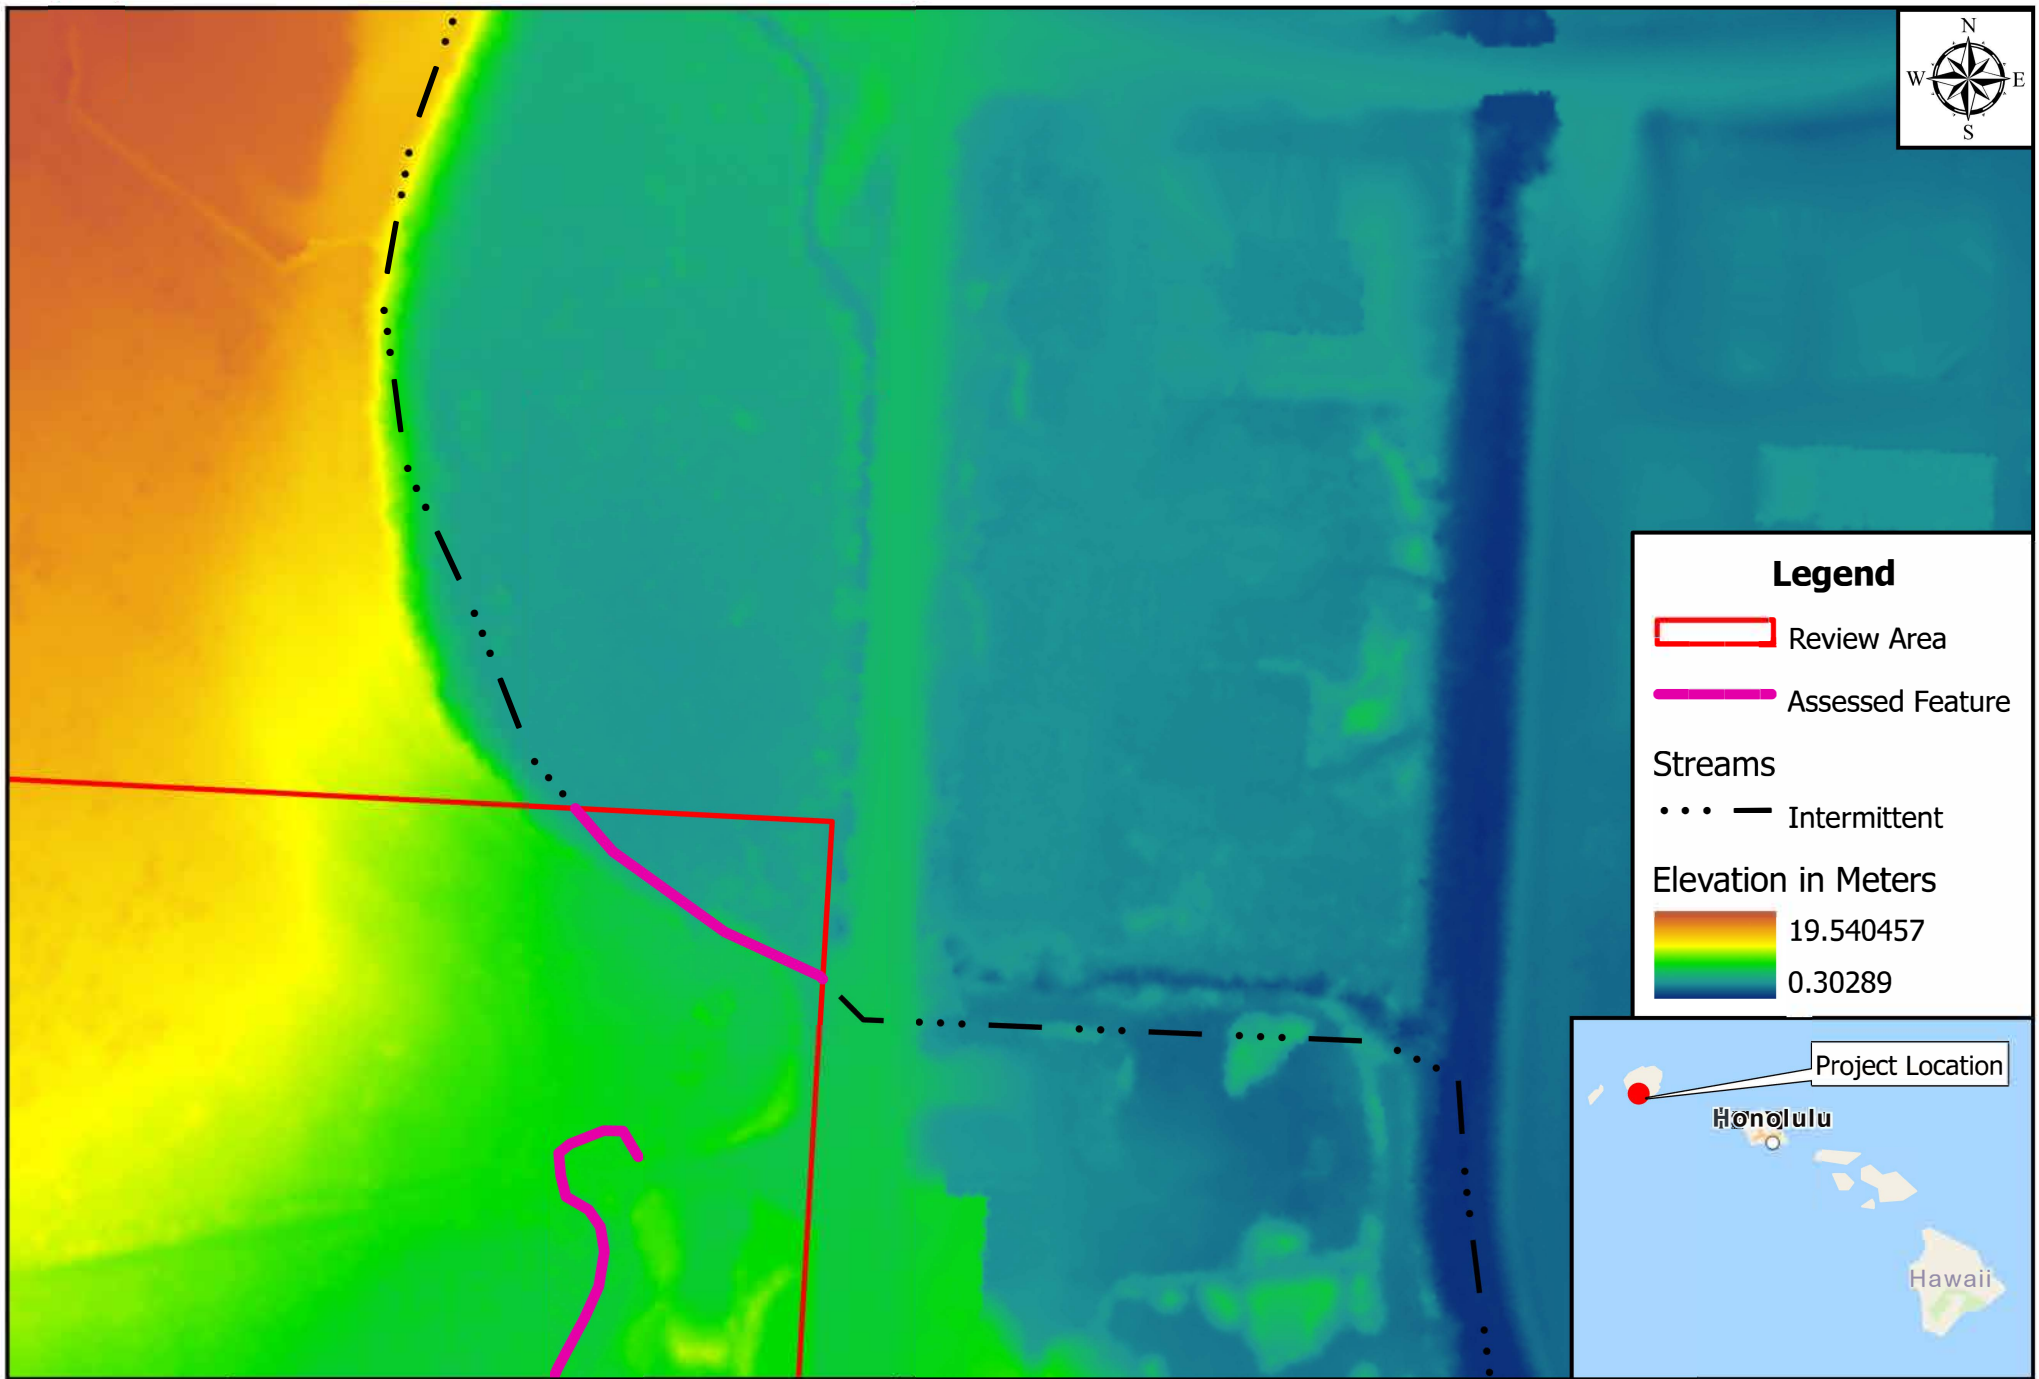 N
W E
S
Legend
Review Area
Assessed Feature
Streams
Intermittent
Elevation in Meters
19.540457
0.30289
Project Location
Honolulu
Hawaii